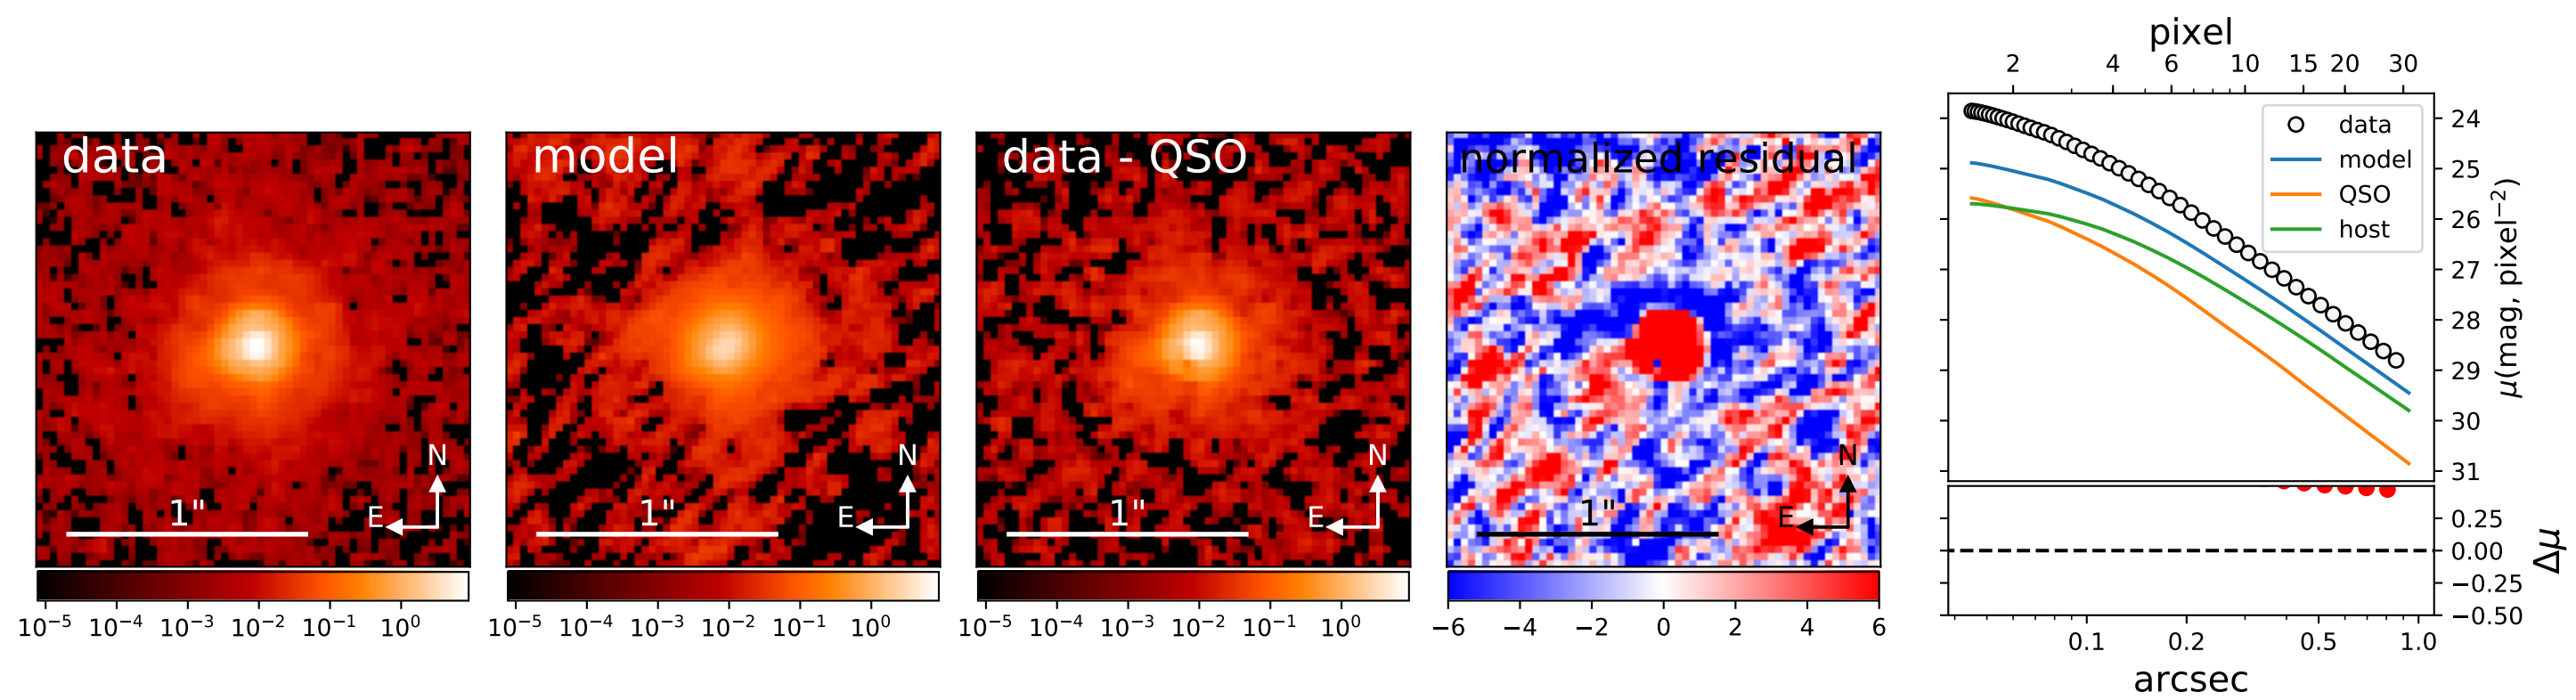 data
N
E
1"
10⁻⁵ 10⁻⁴ 10⁻³ 10⁻² 10⁻¹ 10⁰
model
N
E
1"
10⁻⁵ 10⁻⁴ 10⁻³ 10⁻² 10⁻¹ 10⁰
data - QSO
N
E
1"
10⁻⁵ 10⁻⁴ 10⁻³ 10⁻² 10⁻¹ 10⁰
normalized residual
N
E
1"
−6 −4 −2 0 2 4 6
pixel
2 4 6 10 15 20 30
data
model
QSO
host
24
25
26
27
28
29
30
31
μ(mag, pixel⁻²)
0.25
0.00
−0.25
−0.50
Δμ
0.1 0.2 0.5 1.0
arcsec